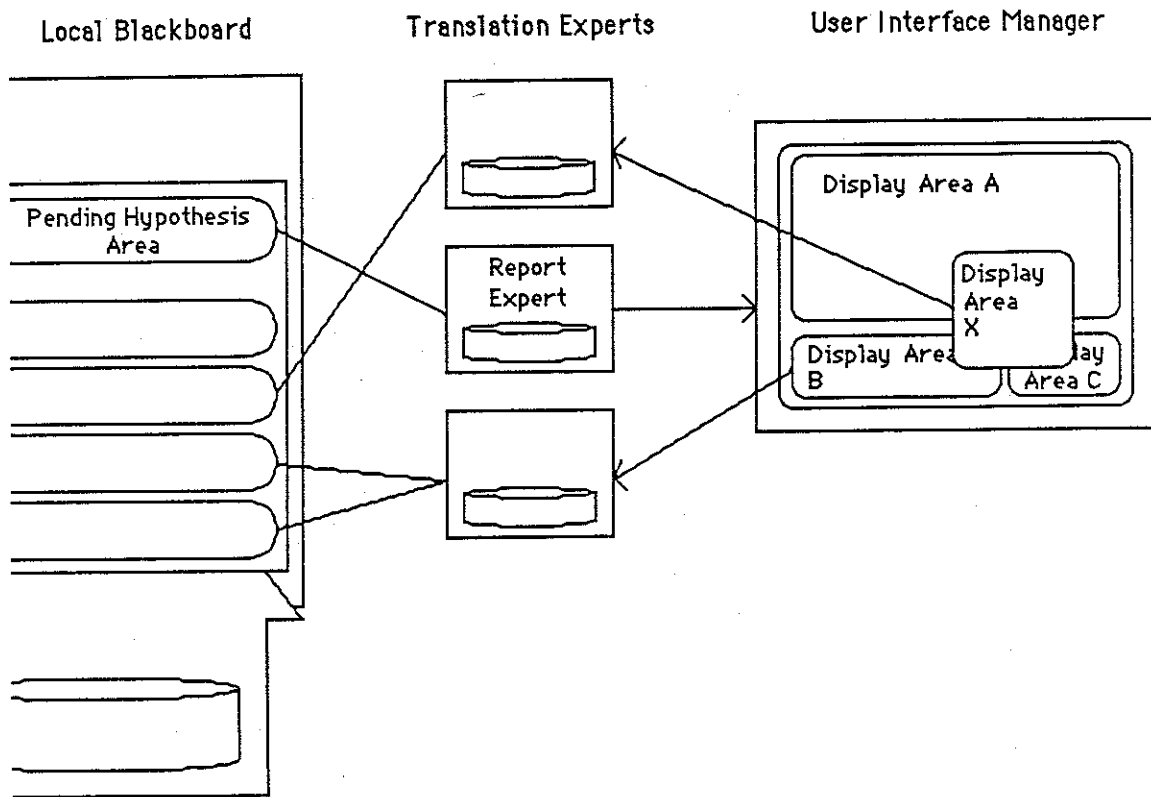 Local Blackboard
Translation Experts
User Interface Manager
Pending Hypothesis
Area
Report
Expert
Display Area A
Display
Area
X
Display Area
B
lay
Area C